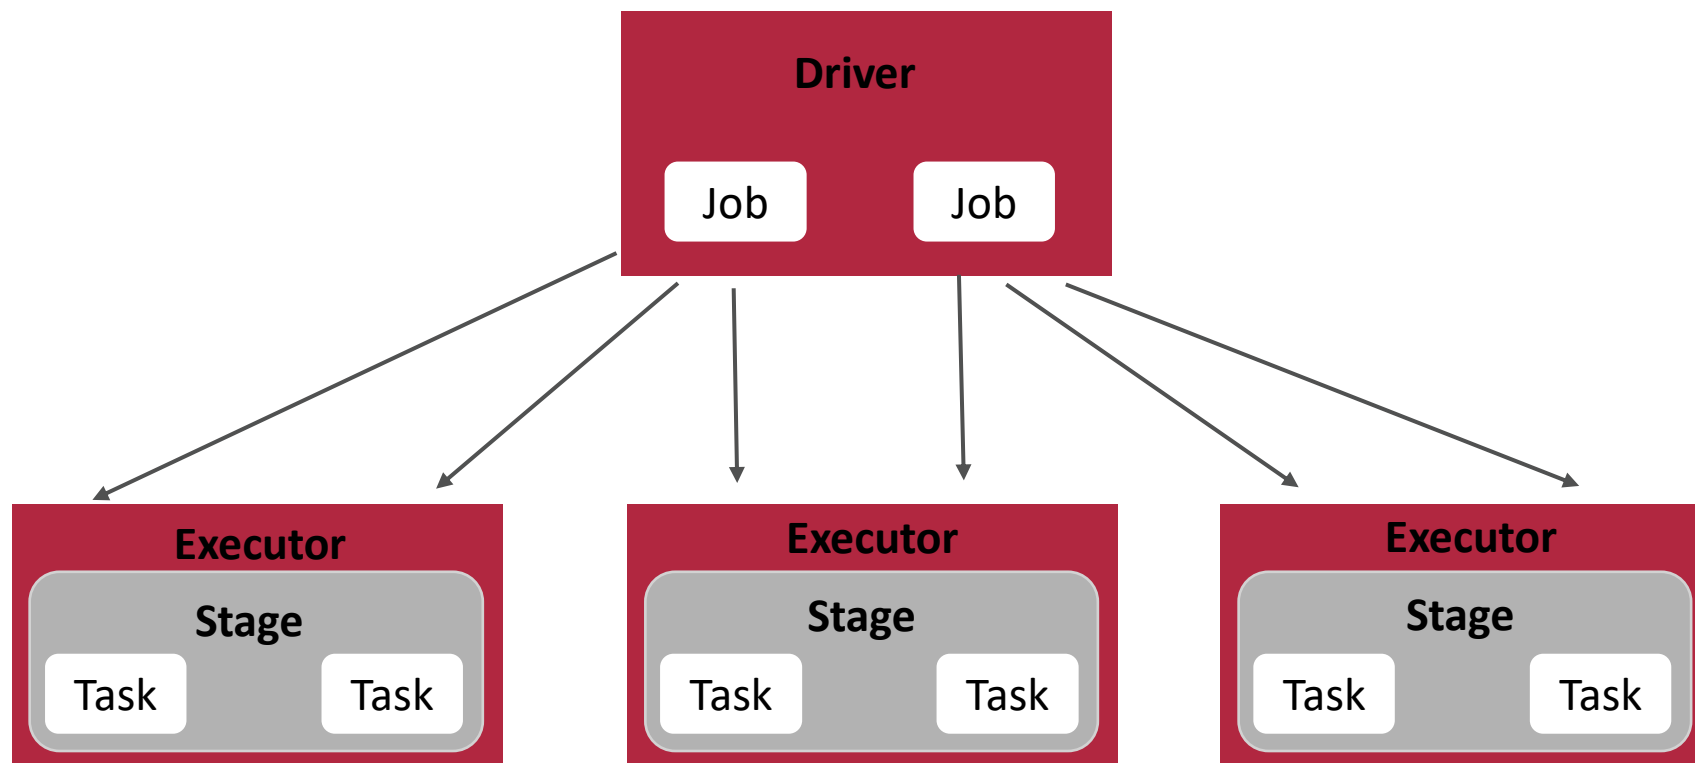 Driver
Job Job
Executor Executor Executor
Stage Stage Stage
Task Task Task Task Task Task